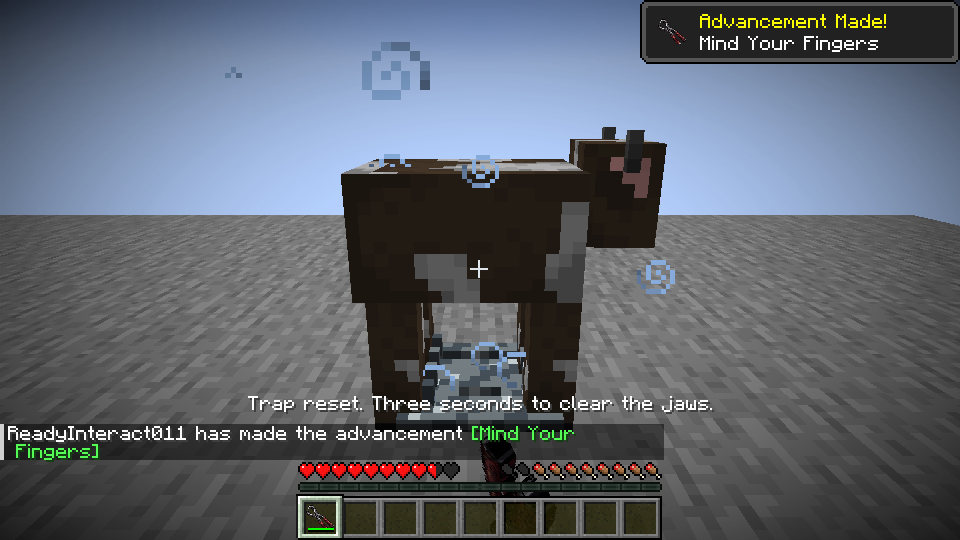 Advancement Made!
Mind Your Fingers
Trap reset. Three seconds to clear the jaws.
ReadyInteract011 has made the advancement [Mind Your
Fingers]